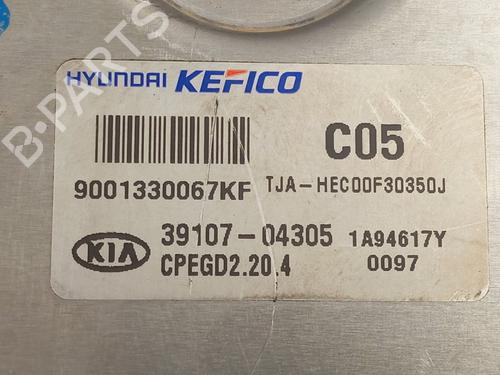 B-PARTS
HYUNDAI KEFICO
C05
9001330067KF
TJA-HEC00F30350J
KIA
39107-04305
1A94617Y
CPEGD2.20.4
0097